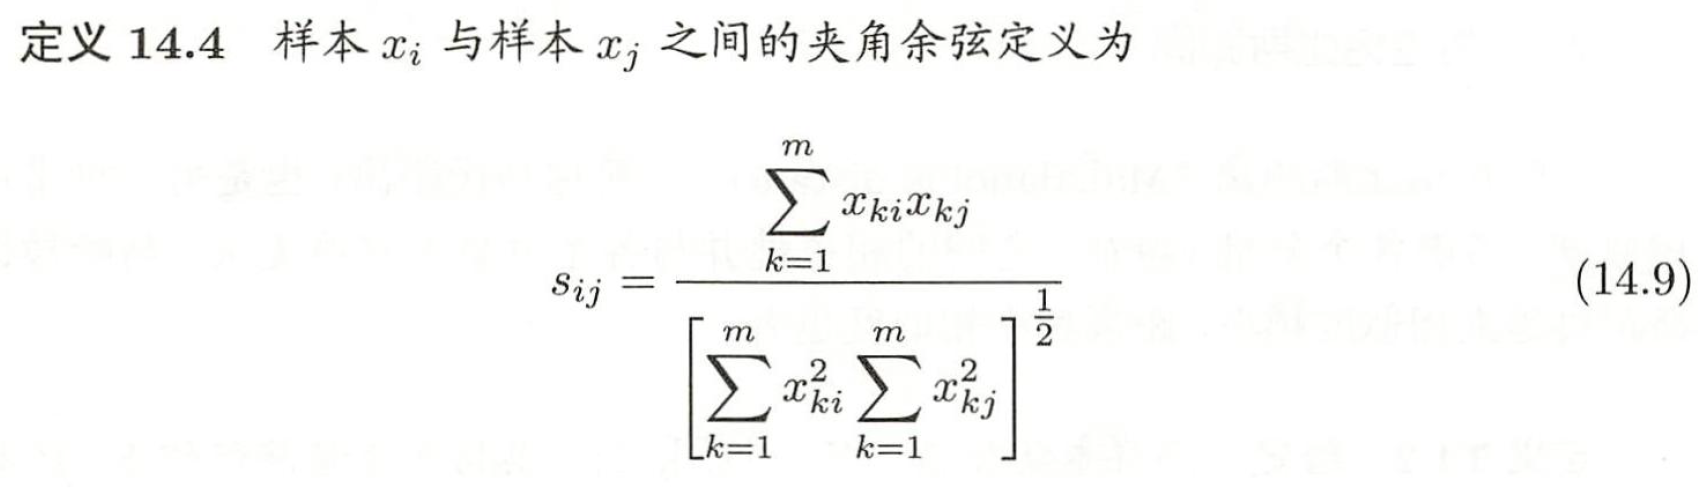 定义 14.4 样本 $x_i$ 与样本 $x_j$ 之间的夹角余弦定义为
$$s_{ij} = \frac{\sum_{k=1}^{m} x_{ki} x_{kj}}{\left[ \sum_{k=1}^{m} x_{ki}^2 \sum_{k=1}^{m} x_{kj}^2 \right]^{\frac{1}{2}}}$$ (14.9)